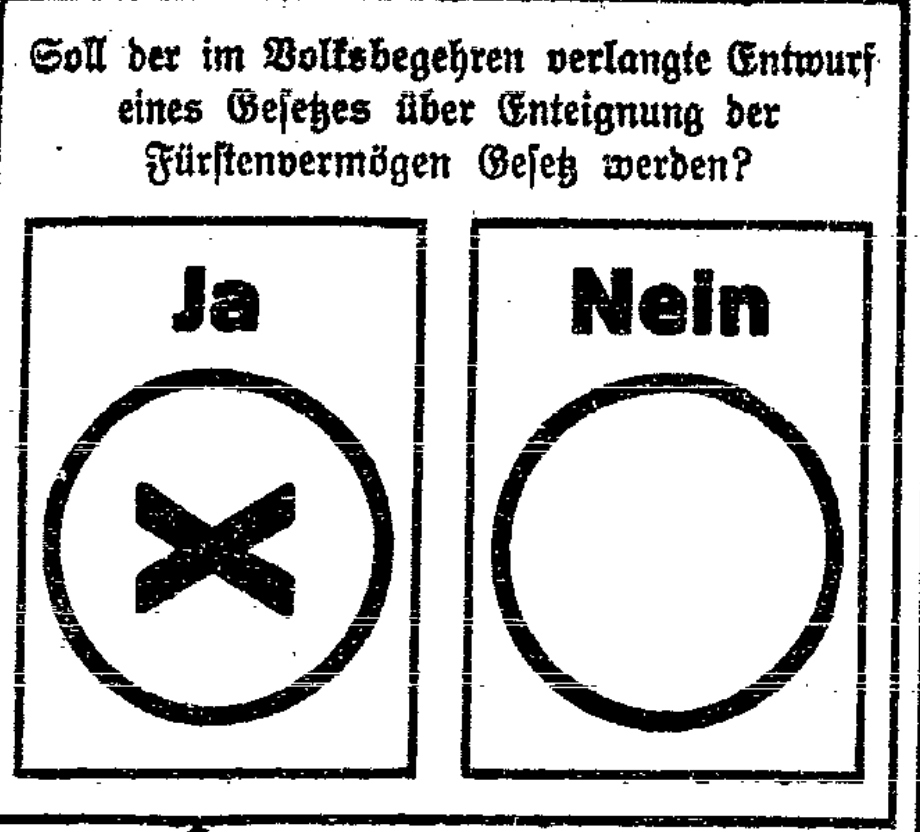 Soll der im Volksbegehren verlangte Entwurf
eines Gesetzes über Enteignung der
Fürstenvermögen Gesetz werden?
Ja
Nein